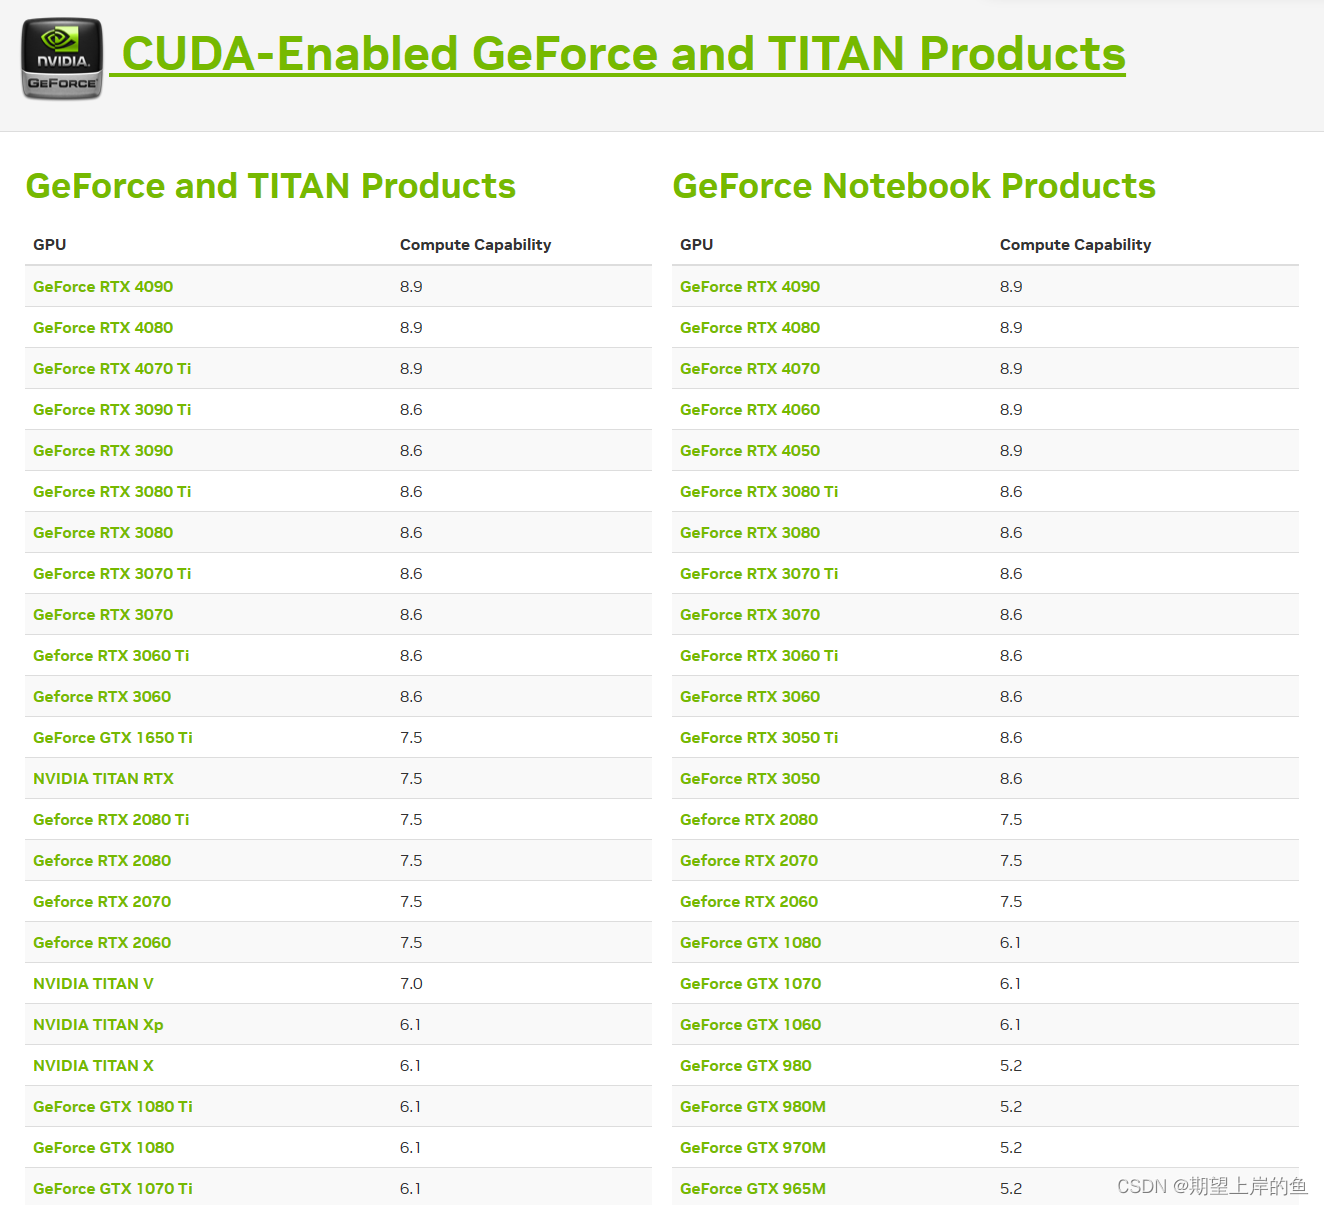 NVIDIA.
GEFORCE
CUDA-Enabled GeForce and TITAN Products
GeForce and TITAN Products
GPU Compute Capability
GeForce RTX 4090 8.9
GeForce RTX 4080 8.9
GeForce RTX 4070 Ti 8.9
GeForce RTX 3090 Ti 8.6
GeForce RTX 3090 8.6
GeForce RTX 3080 Ti 8.6
GeForce RTX 3080 8.6
GeForce RTX 3070 Ti 8.6
GeForce RTX 3070 8.6
Geforce RTX 3060 Ti 8.6
Geforce RTX 3060 8.6
GeForce GTX 1650 Ti 7.5
NVIDIA TITAN RTX 7.5
Geforce RTX 2080 Ti 7.5
Geforce RTX 2080 7.5
Geforce RTX 2070 7.5
Geforce RTX 2060 7.5
NVIDIA TITAN V 7.0
NVIDIA TITAN Xp 6.1
NVIDIA TITAN X 6.1
GeForce GTX 1080 Ti 6.1
GeForce GTX 1080 6.1
GeForce GTX 1070 Ti 6.1
GeForce Notebook Products
GPU Compute Capability
GeForce RTX 4090 8.9
GeForce RTX 4080 8.9
GeForce RTX 4070 8.9
GeForce RTX 4060 8.9
GeForce RTX 4050 8.9
GeForce RTX 3080 Ti 8.6
GeForce RTX 3080 8.6
GeForce RTX 3070 Ti 8.6
GeForce RTX 3070 8.6
GeForce RTX 3060 Ti 8.6
GeForce RTX 3060 8.6
GeForce RTX 3050 Ti 8.6
GeForce RTX 3050 8.6
Geforce RTX 2080 7.5
Geforce RTX 2070 7.5
Geforce RTX 2060 7.5
GeForce GTX 1080 6.1
GeForce GTX 1070 6.1
GeForce GTX 1060 6.1
GeForce GTX 980 5.2
GeForce GTX 980M 5.2
GeForce GTX 970M 5.2
GeForce GTX 965M 5.2
CSDN @期望上岸的鱼